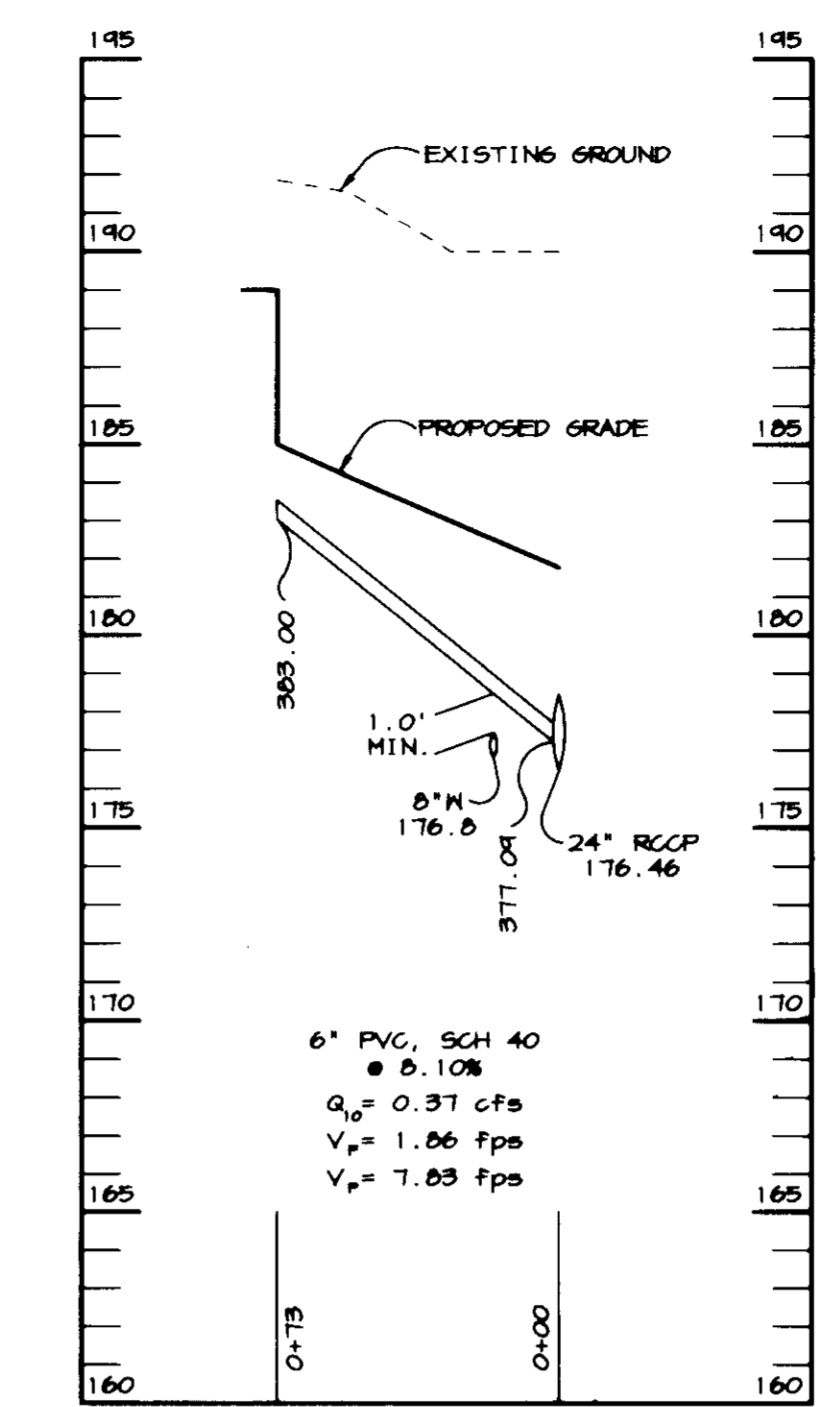 195 195
EXISTING GROUND
190 190
185 185
PROPOSED GRADE
180 180
383.00
1.0'
MIN.
8"W
176.8
175 175
377.09
24" RCCP
176.46
170 170
6" PVC, SCH 40
@ 8.10%
Q10= 0.37 cfs
VF= 1.86 fps
VF= 7.83 fps
165 165
0+73
0+00
160 160